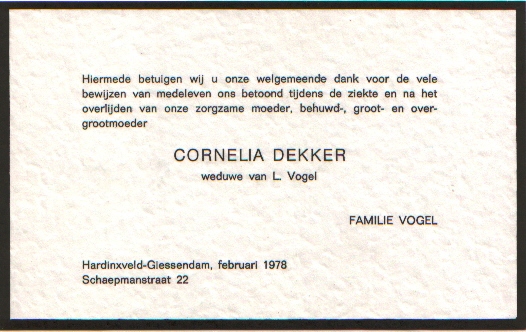 Hiermede betuigen wij u onze welgemeende dank voor de vele
bewijzen van medeleven ons betoond tijdens de ziekte en na het
overlijden van onze zorgzame moeder, behuwd-, groot- en over-
grootmoeder
CORNELIA DEKKER
weduwe van L. Vogel
FAMILIE VOGEL
Hardinxveld-Giessendam, februari 1978
Schaepmanstraat 22